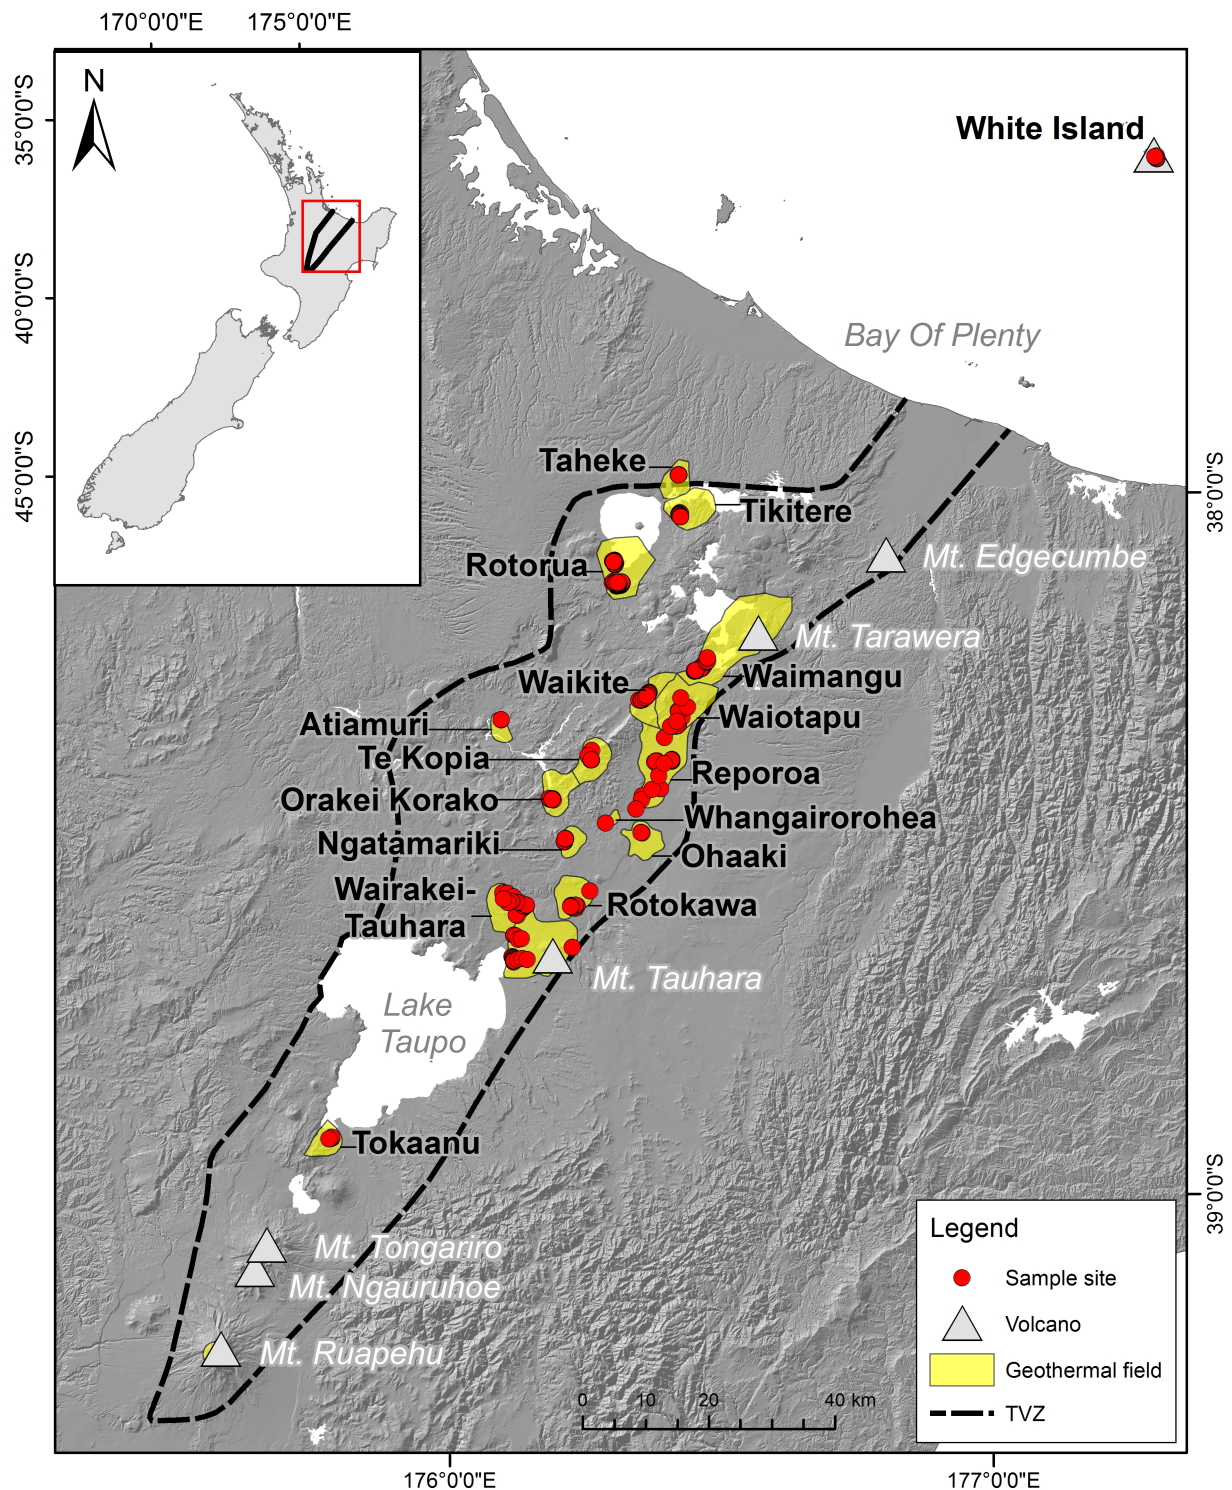 170°0'0"E
175°0'0"E
N
35°0'0"S
40°0'0"S
45°0'0"S
White Island
Bay Of Plenty
Taheke
Tikitere
38°0'0"S
Rotorua
Mt. Edgecumbe
Mt. Tarawera
Waikite
Waimangu
Atiamuri
Waiotapu
Te Kopia
Reporoa
Orakei Korako
Whangairorohea
Ngatamariki
Ohaaki
Wairakei-
Tauhara
Rotokawa
Mt. Tauhara
Lake
Taupo
Tokaanu
39°0'0"S
Mt. Tongariro
Mt. Ngauruhoe
Mt. Ruapehu
Legend
Sample site
Volcano
Geothermal field
TVZ
0 10 20 40 km
176°0'0"E
177°0'0"E